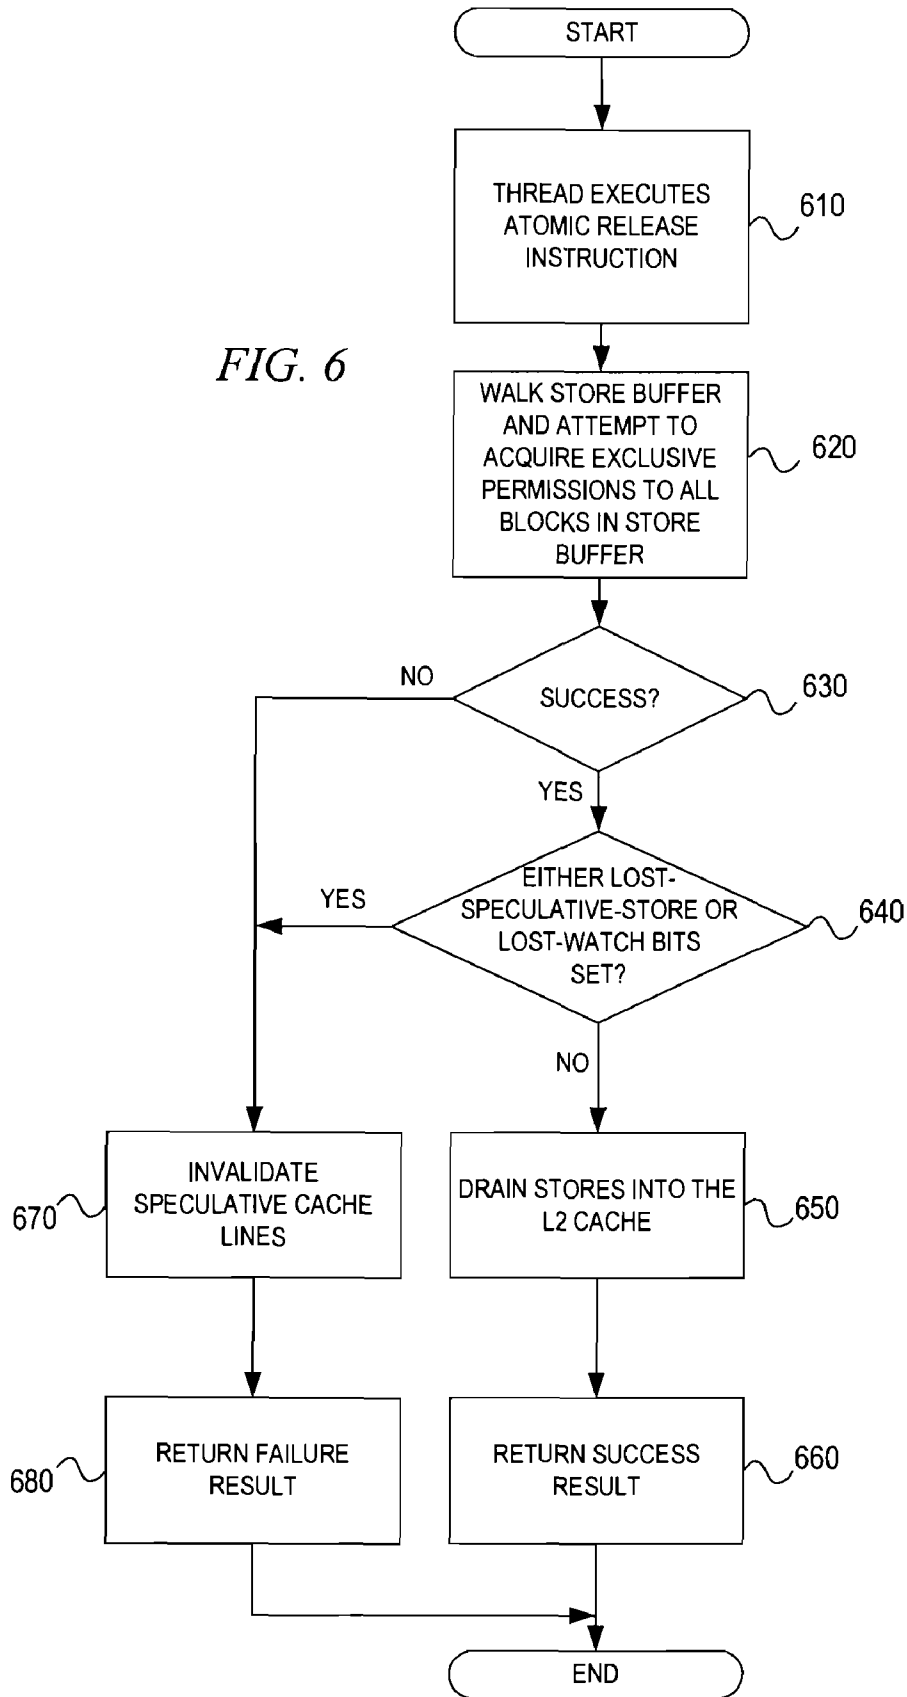 START
THREAD EXECUTES
ATOMIC RELEASE
INSTRUCTION
610
FIG. 6
WALK STORE BUFFER
AND ATTEMPT TO
ACQUIRE EXCLUSIVE
PERMISSIONS TO ALL
BLOCKS IN STORE
BUFFER
620
NO
SUCCESS?
630
YES
YES
EITHER LOST-
SPECULATIVE-STORE OR
LOST-WATCH BITS
SET?
640
NO
INVALIDATE
SPECULATIVE CACHE
LINES
670
DRAIN STORES INTO THE
L2 CACHE
650
RETURN FAILURE
RESULT
680
RETURN SUCCESS
RESULT
660
END